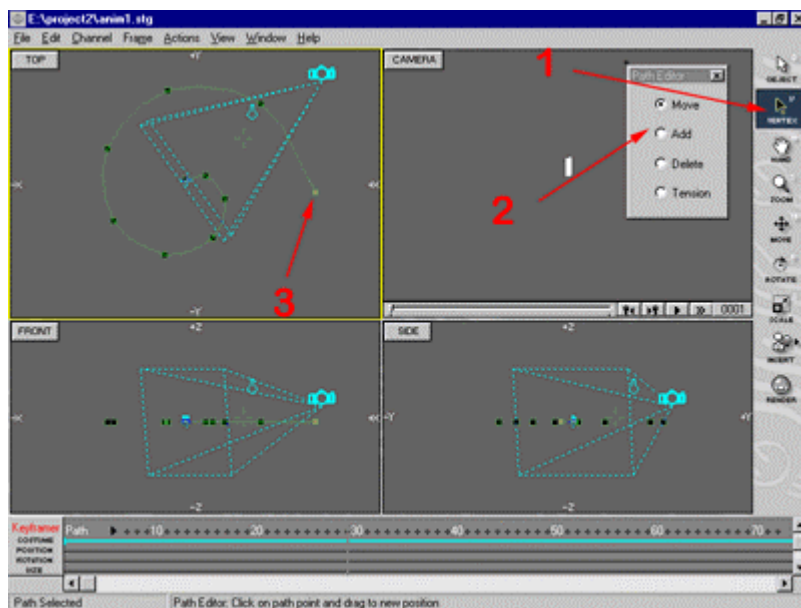 E:\project2\anim1.stg
File Edit Channel Frame Actions View Window Help
TOP
+Y
-X
-Y
3
CAMERA
1
Path Editor
Move
Add
Delete
Tension
2
0001
OBJECT
VERTEX
HAND
ZOOM
MOVE
ROTATE
SCALE
INSERT
RENDER
FRONT
+Z
-X
-Z
SIDE
+Z
-Y
+Y
-Z
Keyframer
Path 10 20 30 40 50 60 70
COSTUME
POSITION
ROTATION
SIZE
Path Selected
Path Editor: Click on path point and drag to new position